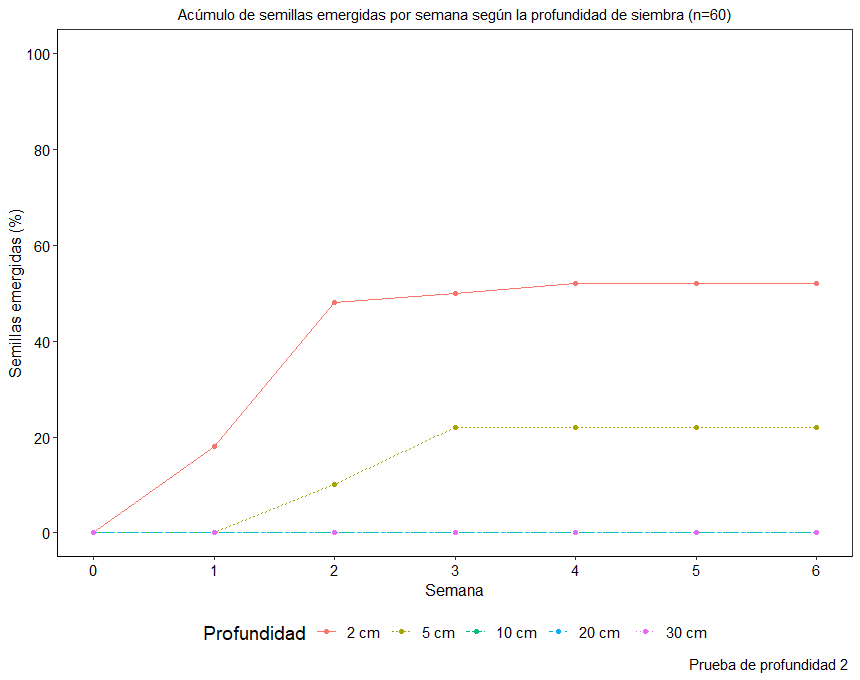 Acúmulo de semillas emergidas por semana según la profundidad de siembra (n=60)
Semillas emergidas (%)
100
80
60
40
20
0
0 1 2 3 4 5 6
Semana
Profundidad 2 cm 5 cm 10 cm 20 cm 30 cm
Prueba de profundidad 2